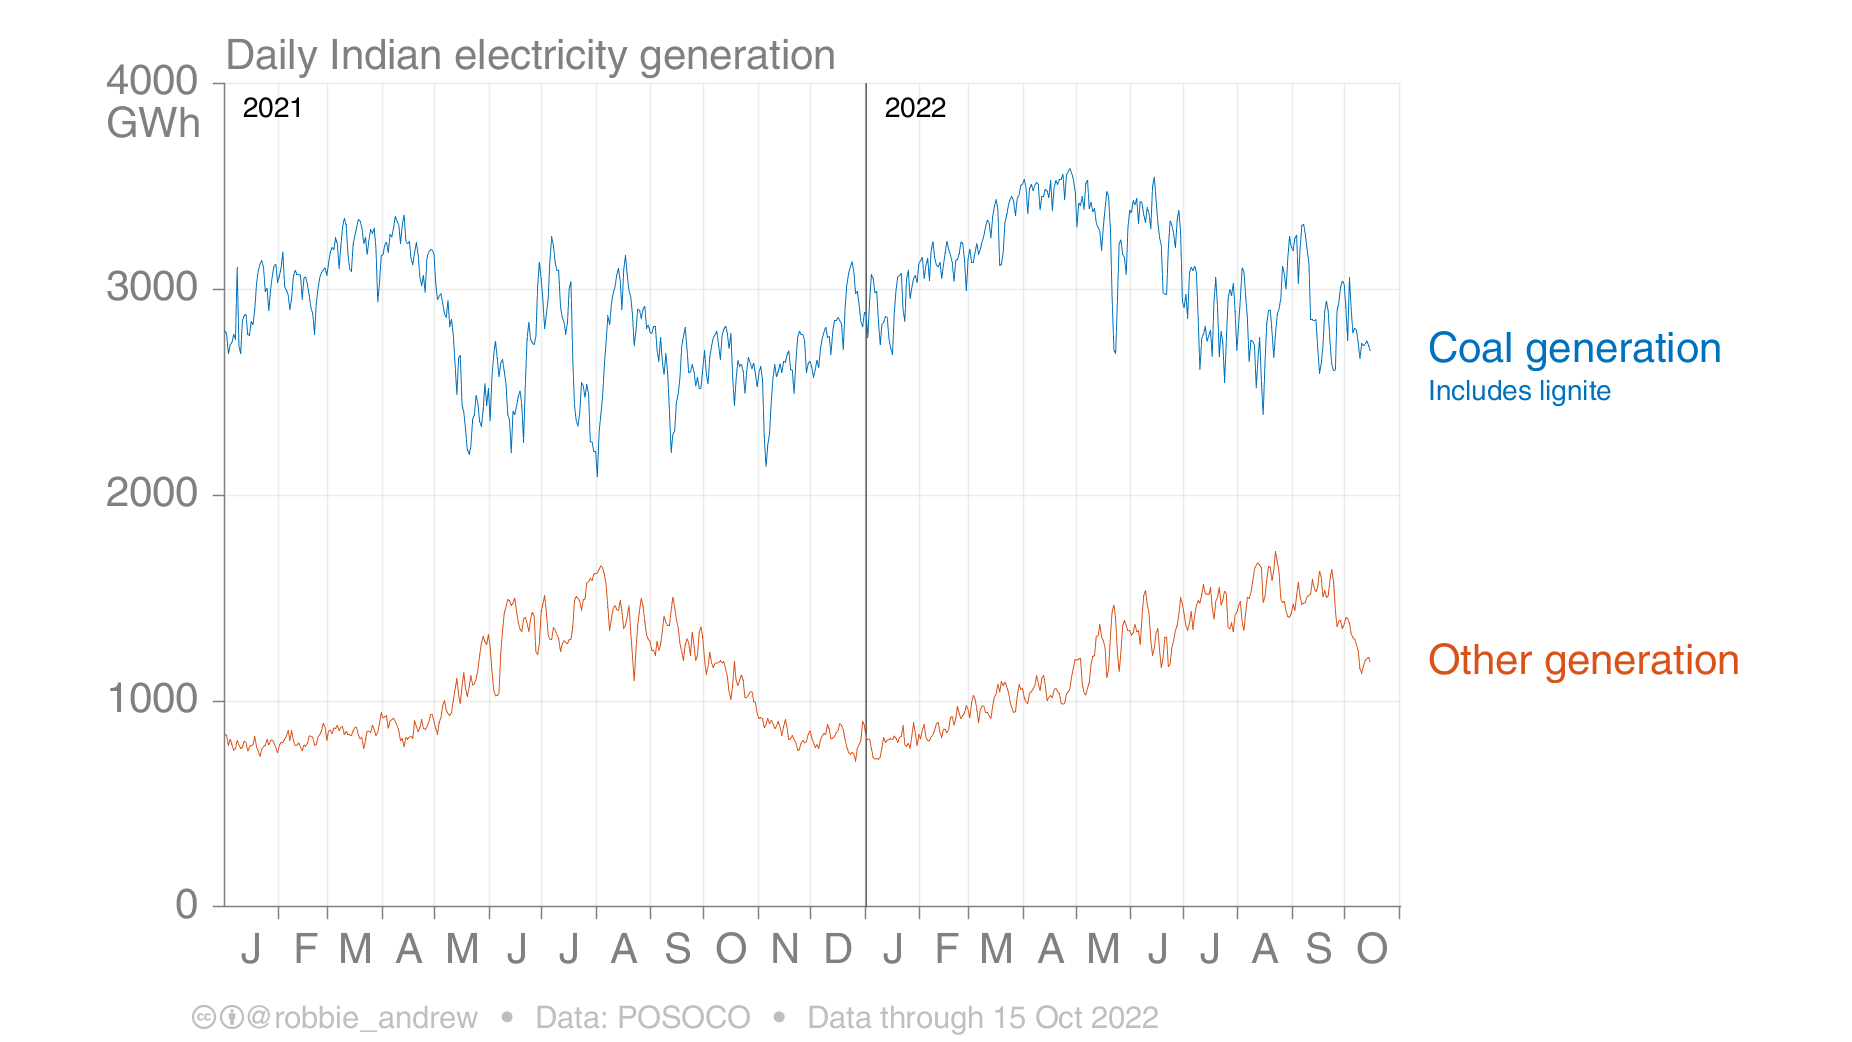 Daily Indian electricity generation
4000
GWh
2021
2022
3000
Coal generation
Includes lignite
2000
Other generation
1000
0
J F M A M J J A S O N D J F M A M J J A S O
@robbie_andrew • Data: POSOCO • Data through 15 Oct 2022